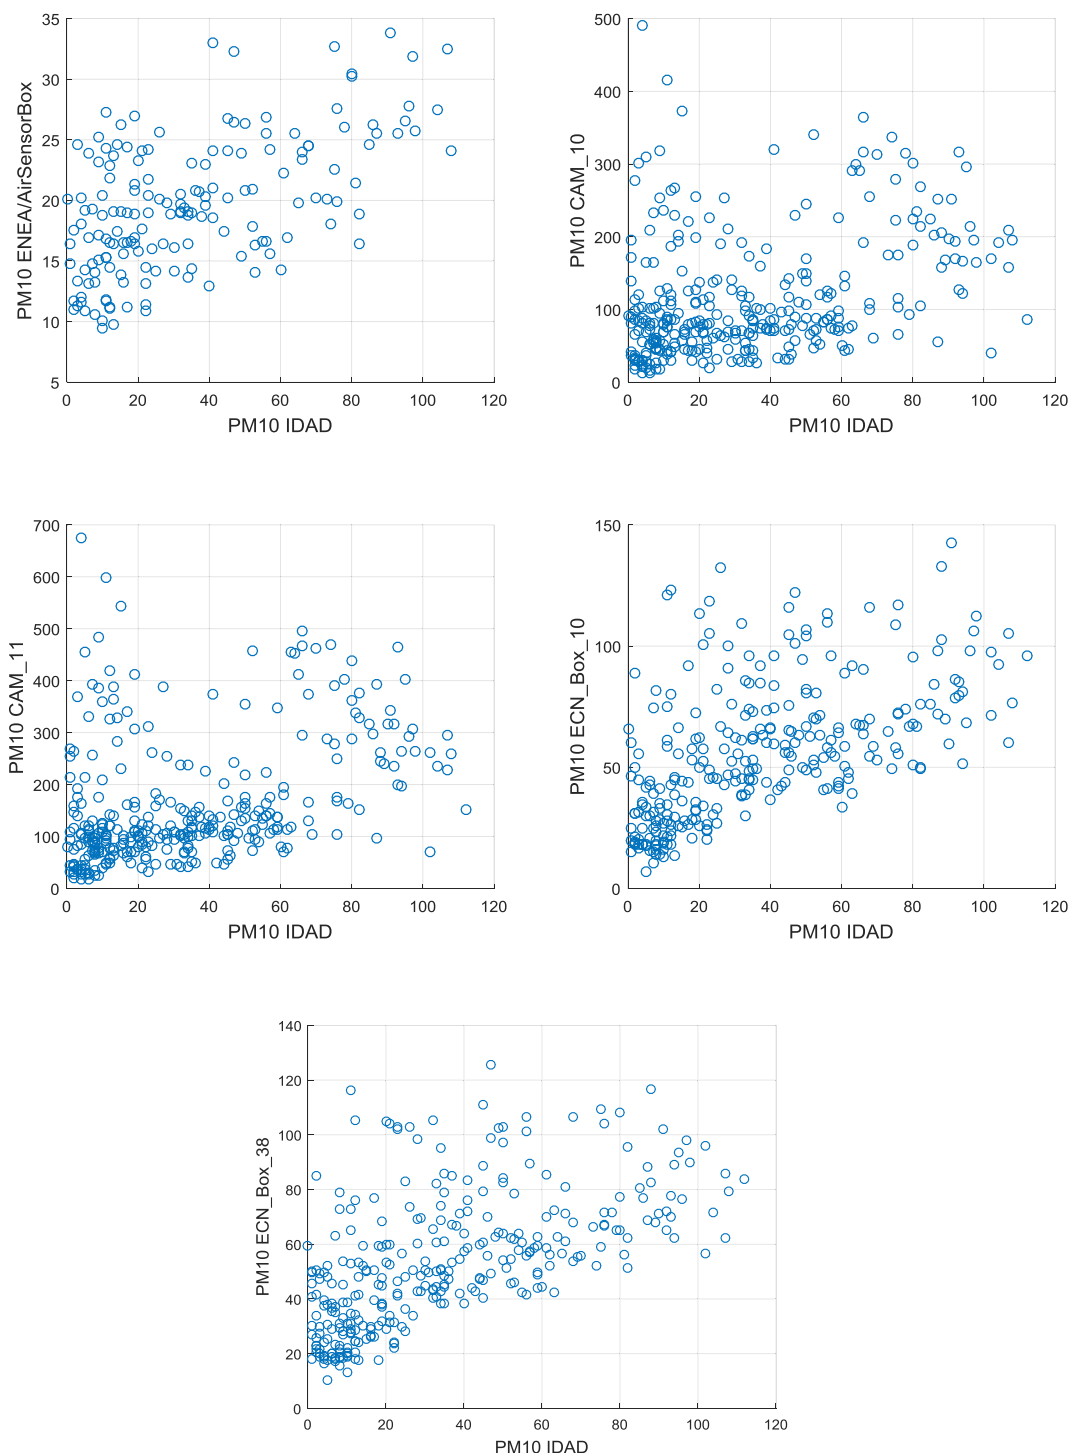 35
30
25
20
15
10
5
0 20 40 60 80 100 120
PM10 IDAD
PM10 ENEA/AirSensorBox
500
400
300
200
100
0
0 20 40 60 80 100 120
PM10 IDAD
PM10 CAM_10
700
600
500
400
300
200
100
0
0 20 40 60 80 100 120
PM10 IDAD
PM10 CAM_11
150
100
50
0
0 20 40 60 80 100 120
PM10 IDAD
PM10 ECN_Box_10
140
120
100
80
60
40
20
0
0 20 40 60 80 100 120
PM10 IDAD
PM10 ECN_Box_38